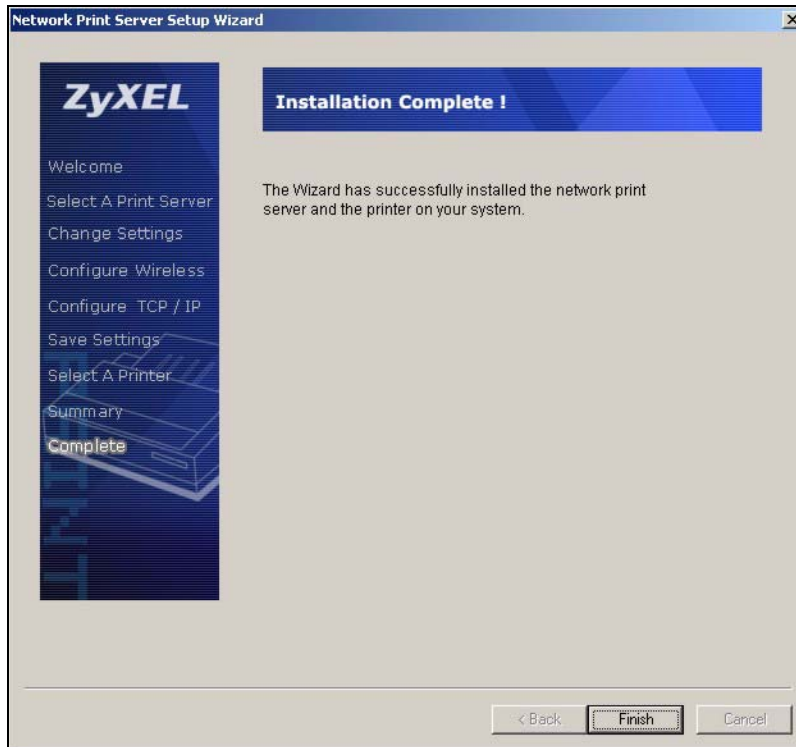 Network Print Server Setup Wizard
ZyXEL
Welcome
Select A Print Server
Change Settings
Configure Wireless
Configure TCP / IP
Save Settings
Select A Printer
Summary
Complete
PRINT
Installation Complete !
The Wizard has successfully installed the network print
server and the printer on your system.
< Back
Finish
Cancel